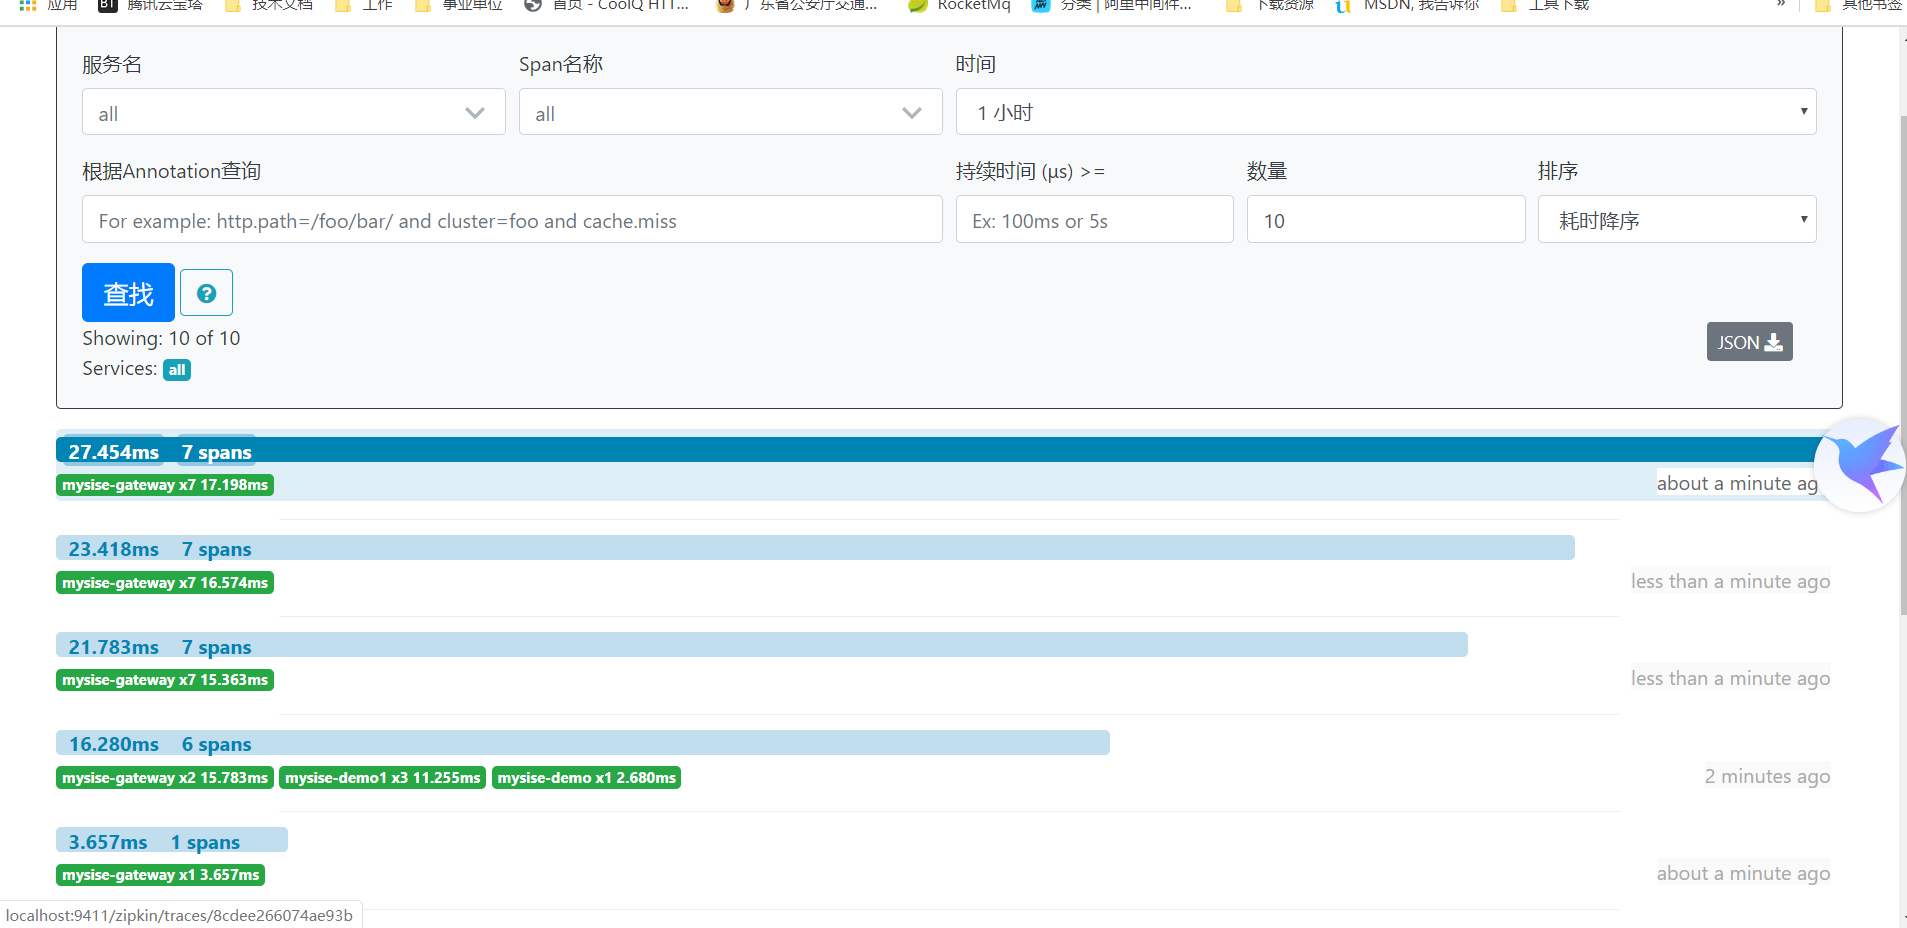 应用 BT 腾讯云宝塔 技术文档 工作 事业单位 首页 - CoolQ HTT... 广东省公安厅交通... RocketMq 分类 | 阿里中间件... 下载资源 MSDN, 我告诉你 工具下载 » 其他书签
服务名 Span名称 时间
all all 1 小时
根据Annotation查询 持续时间 (μs) >= 数量 排序
For example: http.path=/foo/bar/ and cluster=foo and cache.miss Ex: 100ms or 5s 10 耗时降序
查找 ?
Showing: 10 of 10
JSON
Services: all
27.454ms 7 spans
mysise-gateway x7 17.198ms about a minute ag
23.418ms 7 spans
mysise-gateway x7 16.574ms less than a minute ago
21.783ms 7 spans
mysise-gateway x7 15.363ms less than a minute ago
16.280ms 6 spans
mysise-gateway x2 15.783ms mysise-demo1 x3 11.255ms mysise-demo x1 2.680ms 2 minutes ago
3.657ms 1 spans
mysise-gateway x1 3.657ms about a minute ago
localhost:9411/zipkin/traces/8cdee266074ae93b